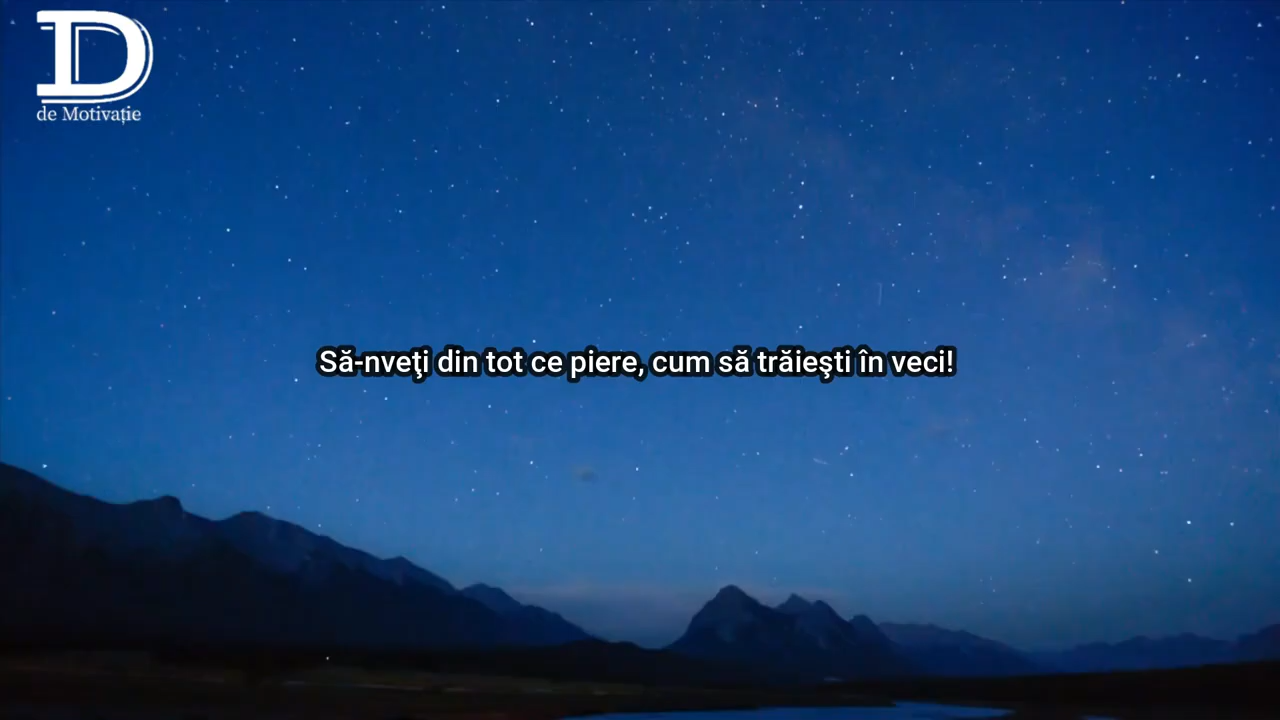 D
de Motivație
Să-nveţi din tot ce piere, cum să trăieşti în veci!